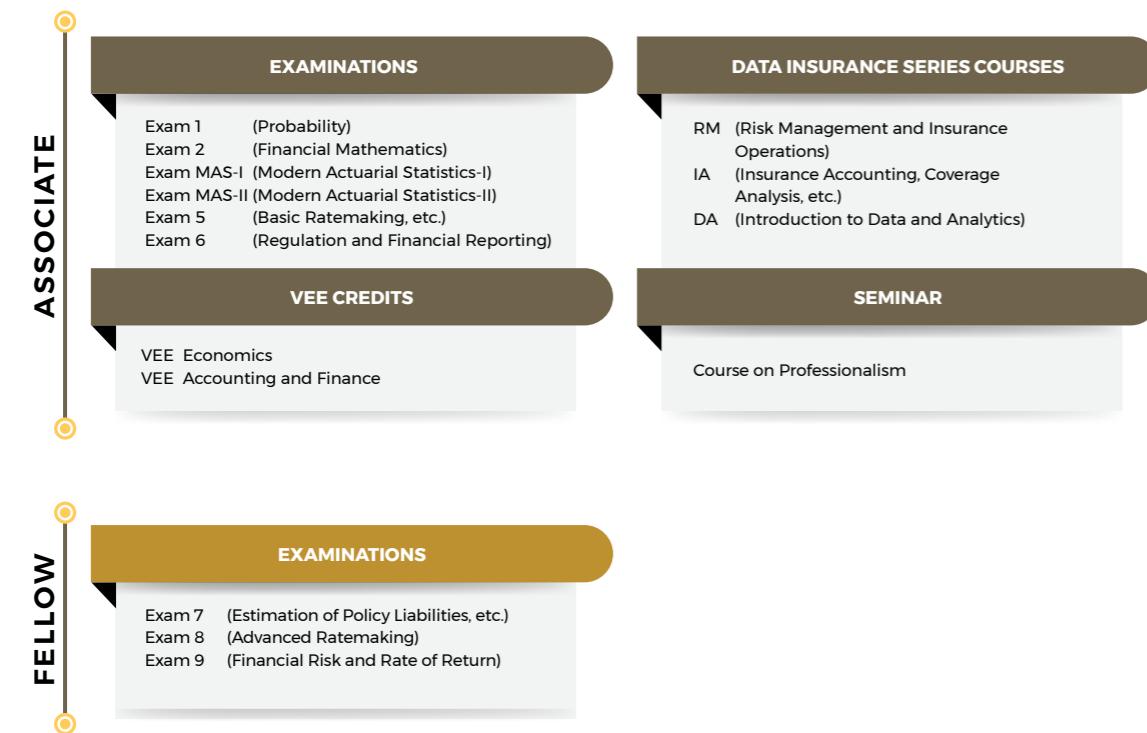 ASSOCIATE
EXAMINATIONS
Exam 1 (Probability)
Exam 2 (Financial Mathematics)
Exam MAS-I (Modern Actuarial Statistics-I)
Exam MAS-II (Modern Actuarial Statistics-II)
Exam 5 (Basic Ratemaking, etc.)
Exam 6 (Regulation and Financial Reporting)
DATA INSURANCE SERIES COURSES
RM (Risk Management and Insurance
Operations)
IA (Insurance Accounting, Coverage
Analysis, etc.)
DA (Introduction to Data and Analytics)
VEE CREDITS
VEE Economics
VEE Accounting and Finance
SEMINAR
Course on Professionalism
FELLOW
EXAMINATIONS
Exam 7 (Estimation of Policy Liabilities, etc.)
Exam 8 (Advanced Ratemaking)
Exam 9 (Financial Risk and Rate of Return)